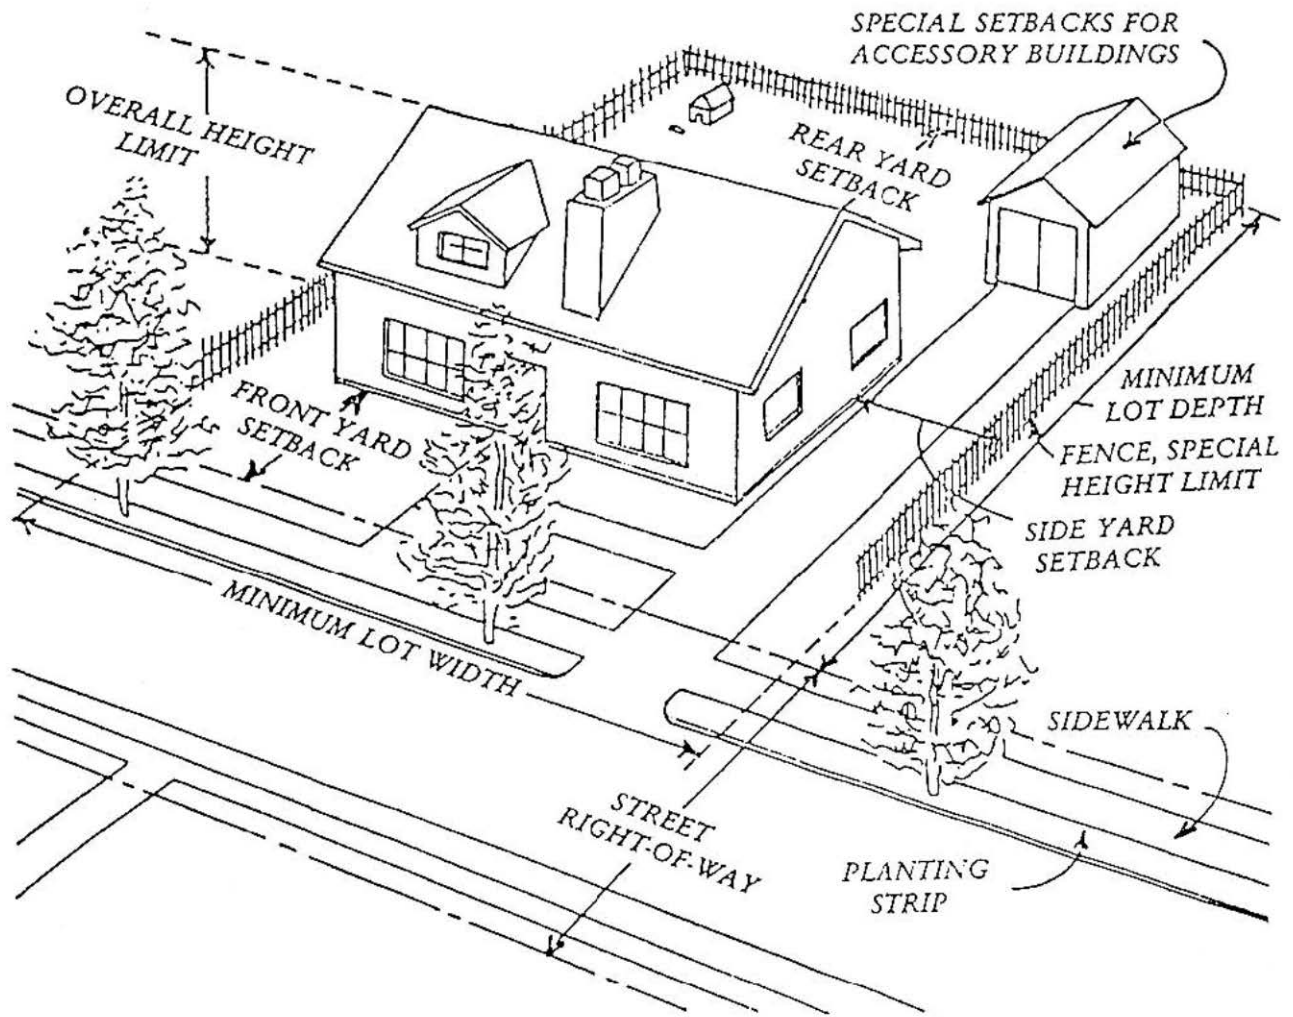 SPECIAL SETBACKS FOR
ACCESSORY BUILDINGS
OVERALL HEIGHT
LIMIT
REAR YARD
SETBACK
FRONT YARD
SETBACK
MINIMUM
LOT DEPTH
FENCE, SPECIAL
HEIGHT LIMIT
SIDE YARD
SETBACK
MINIMUM LOT WIDTH
SIDEWALK
STREET
RIGHT-OF-WAY
PLANTING
STRIP